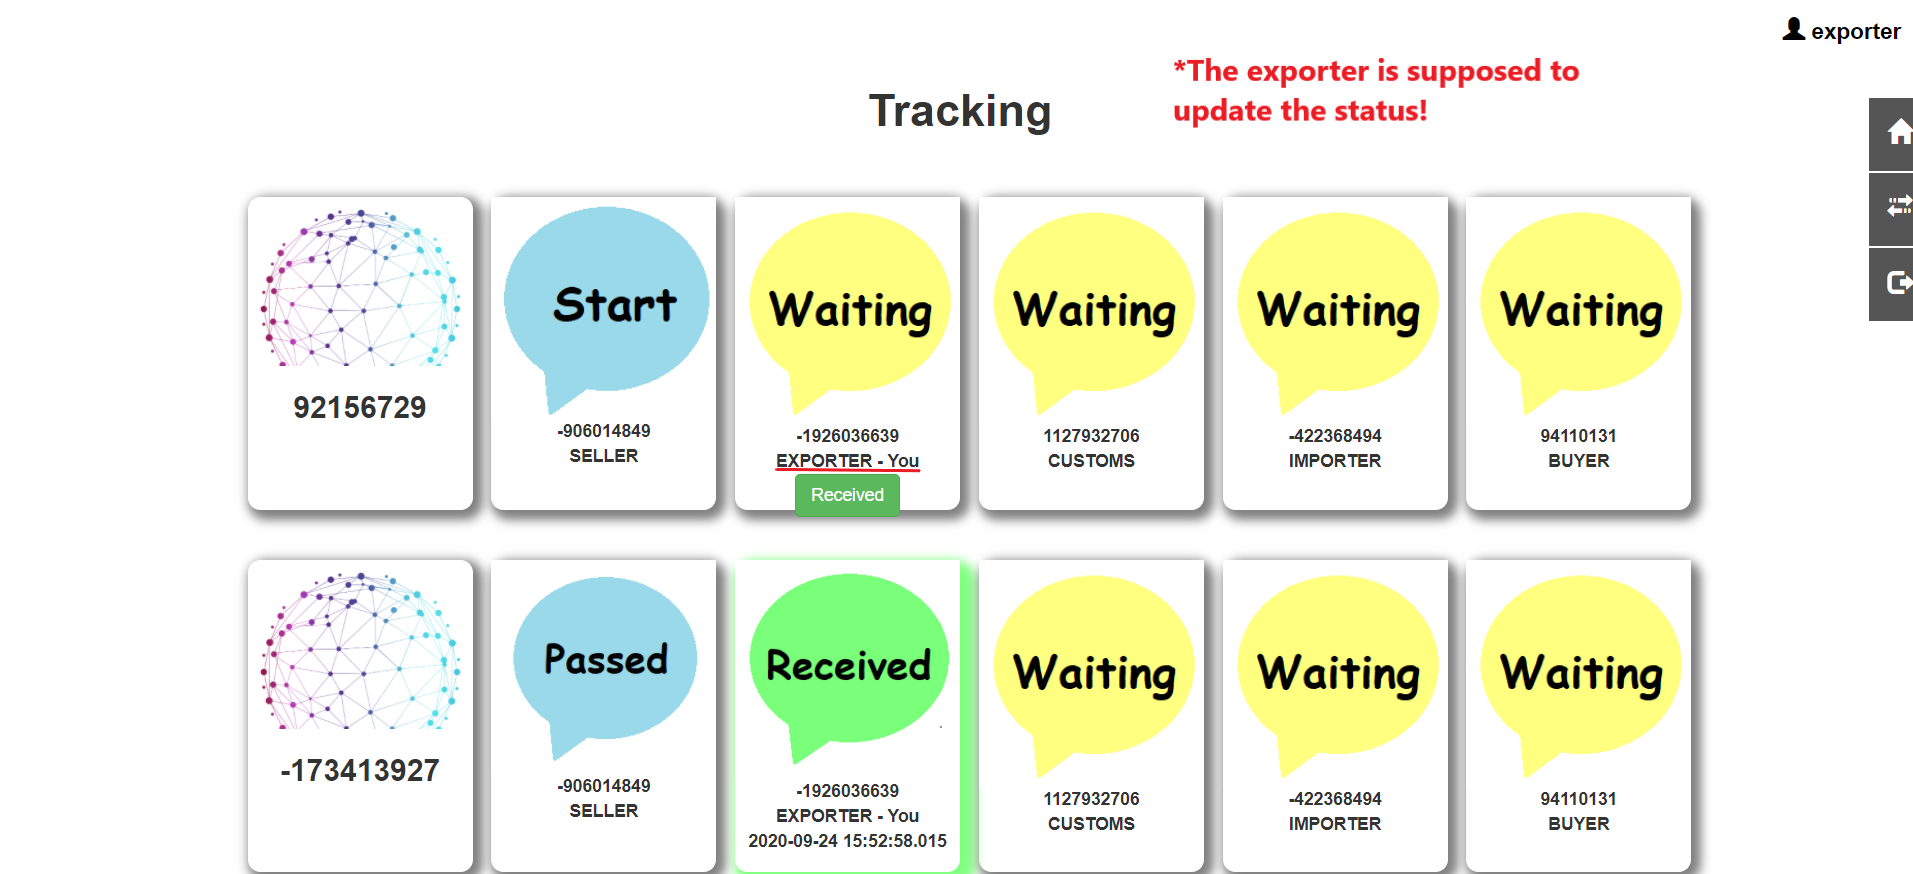 exporter
*The exporter is supposed to
update the status!
Tracking
Start
Waiting
Waiting
Waiting
Waiting
92156729
-906014849
SELLER
-1926036639
EXPORTER - You
Received
1127932706
CUSTOMS
-422368494
IMPORTER
94110131
BUYER
Passed
Received
Waiting
Waiting
Waiting
-173413927
-906014849
SELLER
-1926036639
EXPORTER - You
2020-09-24 15:52:58.015
1127932706
CUSTOMS
-422368494
IMPORTER
94110131
BUYER